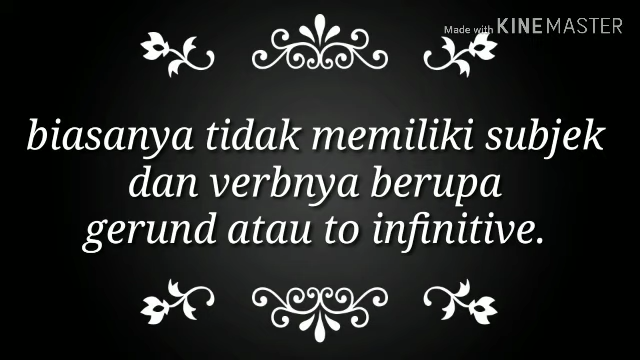 Made with KINEMASTER
biasanya tidak memiliki subjek
dan verbnya berupa
gerund atau to infinitive.